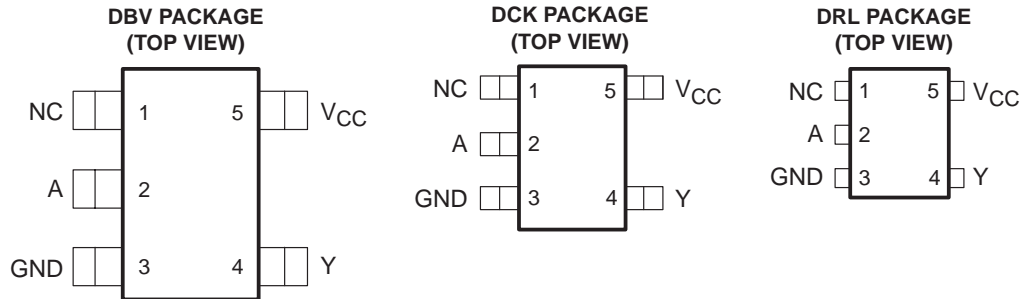 DBV PACKAGE
(TOP VIEW)
NC 1 5 VCC
A 2
GND 3 4 Y
DCK PACKAGE
(TOP VIEW)
NC 1 5 VCC
A 2
GND 3 4 Y
DRL PACKAGE
(TOP VIEW)
NC 1 5 VCC
A 2
GND 3 4 Y